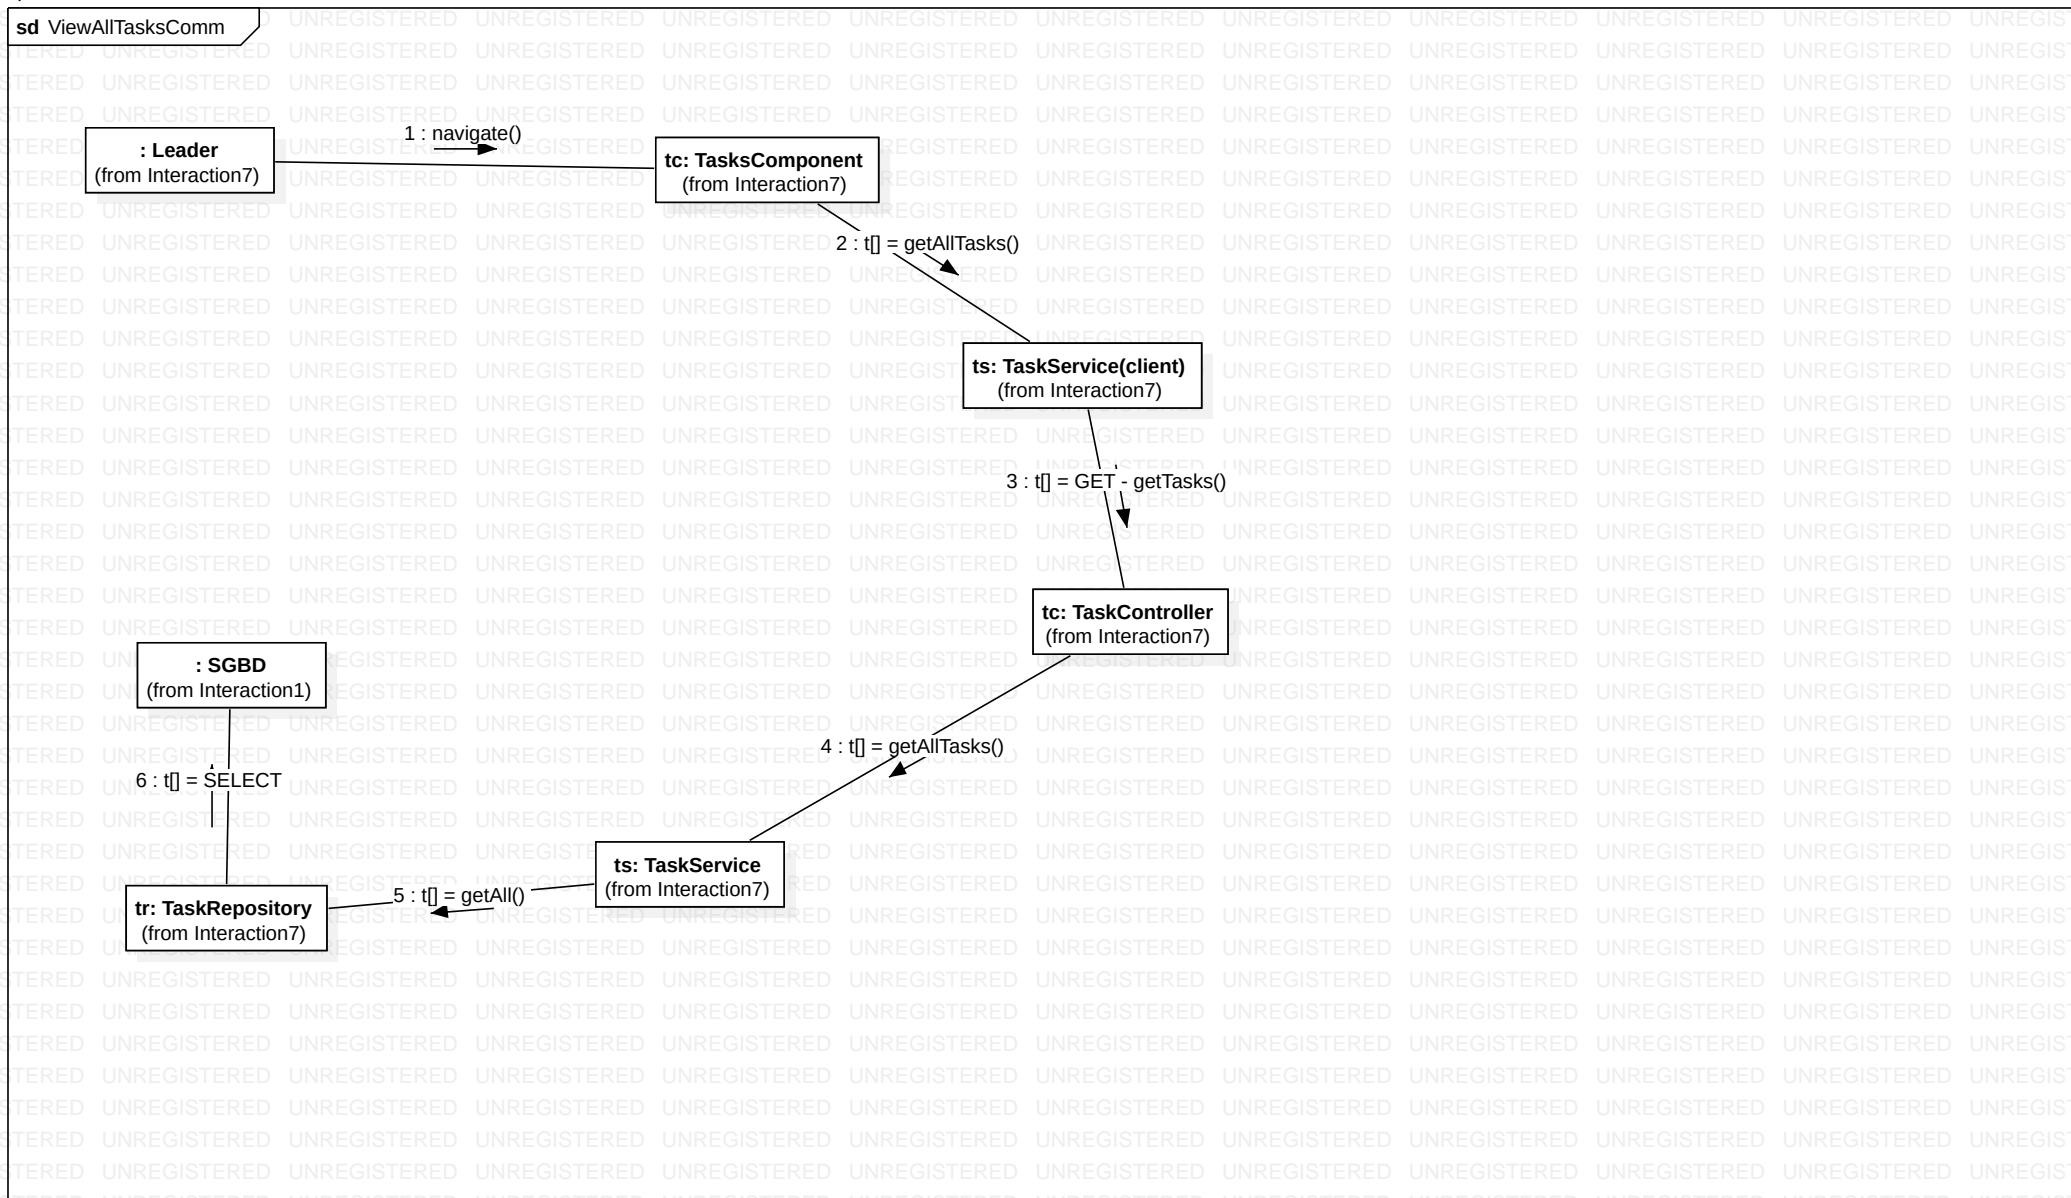 sd ViewAllTasksComm
1 : navigate()
: Leader
(from Interaction7)
tc: TasksComponent
(from Interaction7)
2 : t[] = getAllTasks()
ts: TaskService(client)
(from Interaction7)
3 : t[] = GET - getTasks()
tc: TaskController
(from Interaction7)
: SGBD
(from Interaction1)
4 : t[] = getAllTasks()
6 : t[] = SELECT
ts: TaskService
(from Interaction7)
5 : t[] = getAll()
tr: TaskRepository
(from Interaction7)
UNREGISTERED